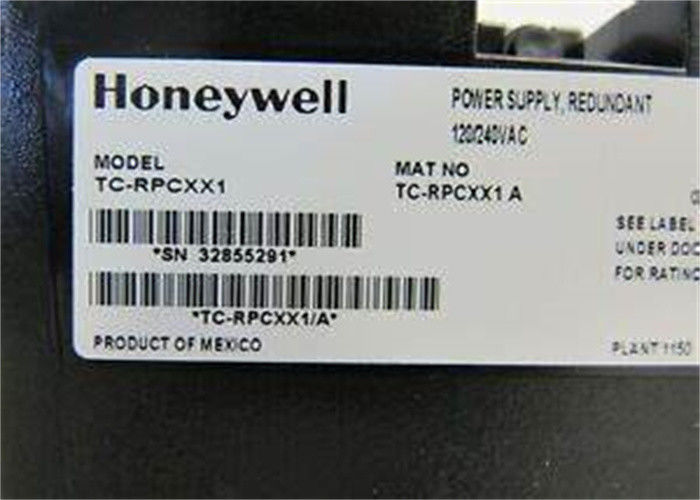 Honeywell
POWER SUPPLY, REDUNDANT
120/240VAC
MODEL
TC-RPCXX1
MAT NO
TC-RPCXX1 A
*SN 32855291*
*TC-RPCXX1/A*
PRODUCT OF MEXICO
SEE LABEL
UNDER DOO
FOR RATING
PLANT 1150